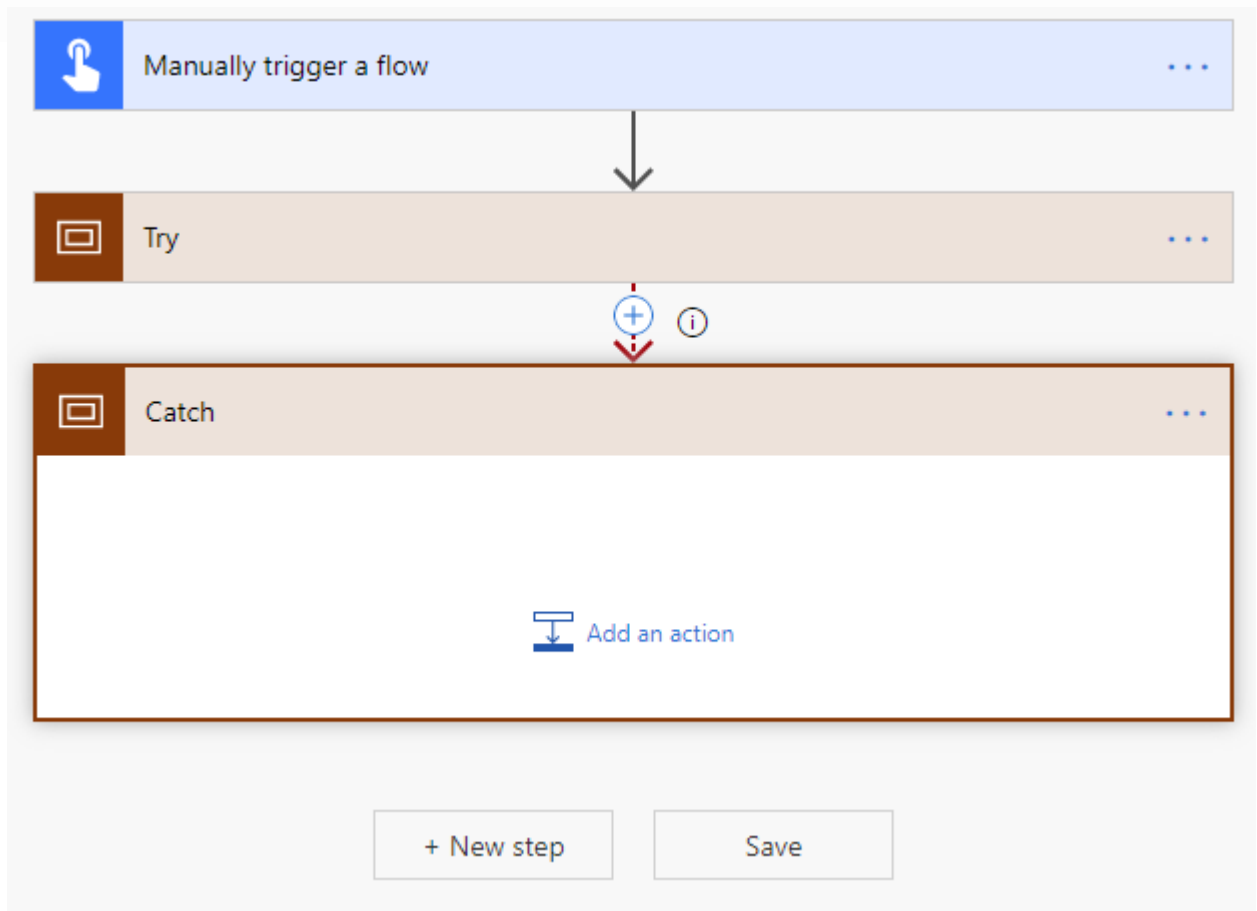 Manually trigger a flow
Try
Catch
Add an action
+ New step
Save